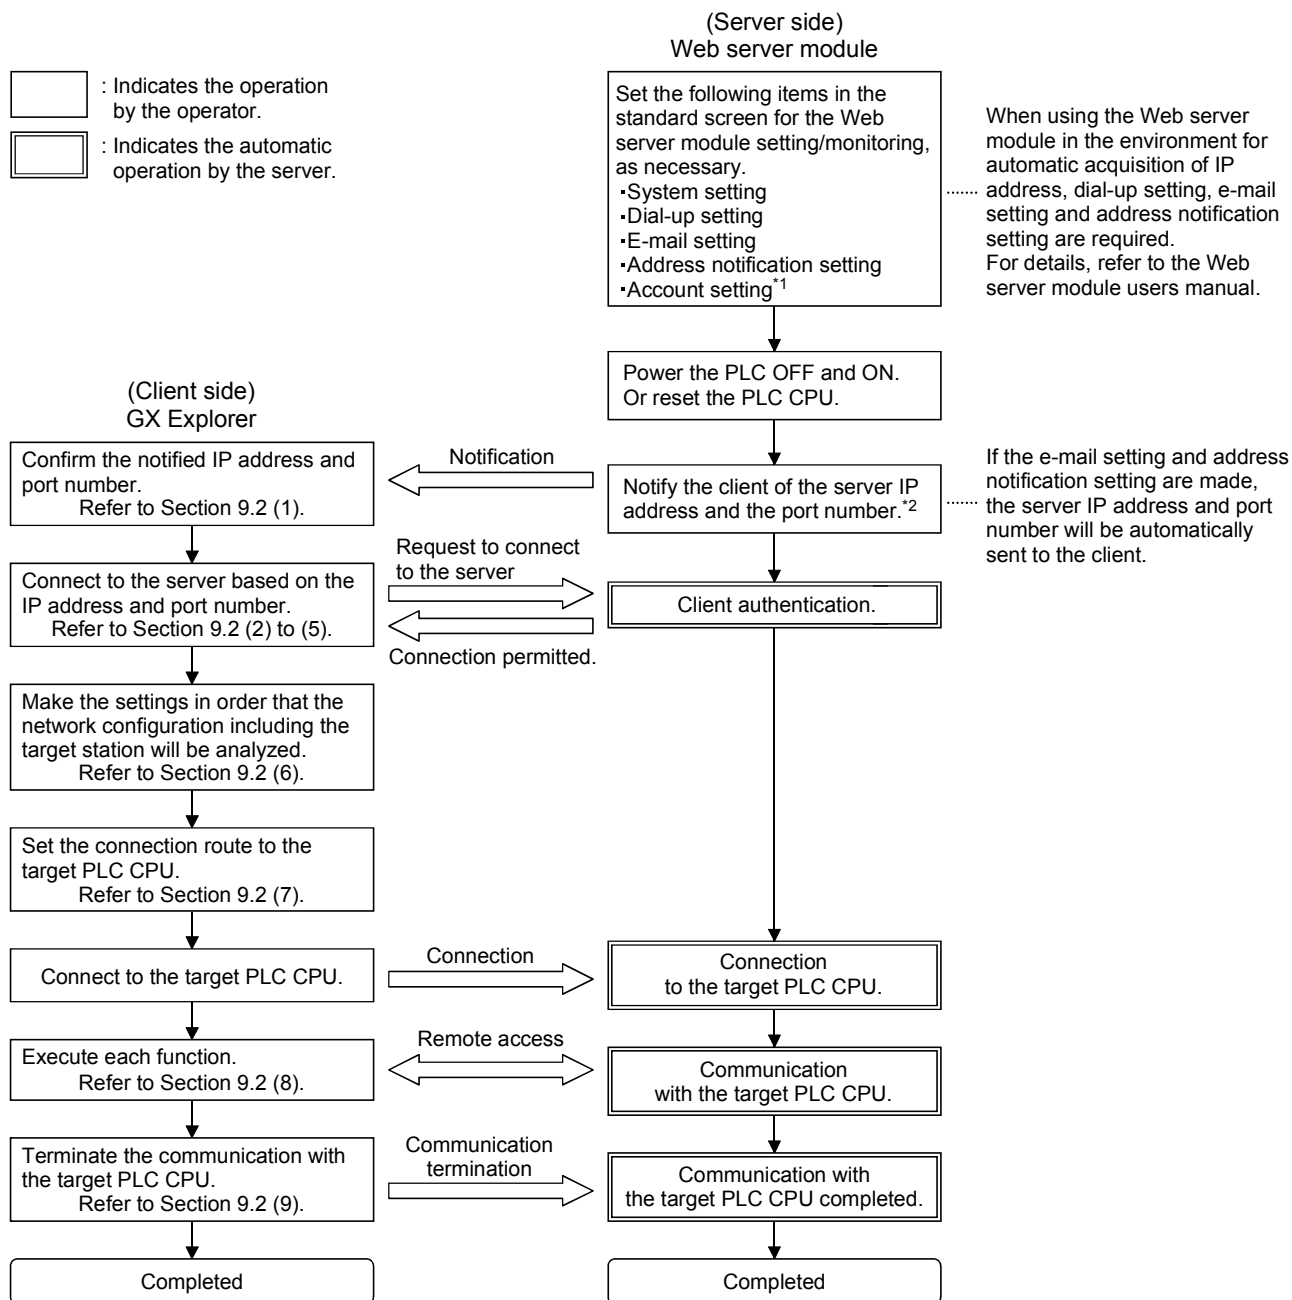 (Server side)
Web server module
: Indicates the operation
by the operator.
: Indicates the automatic
operation by the server.
Set the following items in the
standard screen for the Web
server module setting/monitoring,
as necessary.
・System setting
・Dial-up setting
・E-mail setting
・Address notification setting
・Account setting*1
When using the Web server
module in the environment for
automatic acquisition of IP
address, dial-up setting, e-mail
setting and address notification
setting are required.
For details, refer to the Web
server module users manual.
Power the PLC OFF and ON.
Or reset the PLC CPU.
(Client side)
GX Explorer
Confirm the notified IP address and
port number.
Refer to Section 9.2 (1).
Notification
Notify the client of the server IP
address and the port number.*2
If the e-mail setting and address
notification setting are made,
the server IP address and port
number will be automatically
sent to the client.
Connect to the server based on the
IP address and port number.
Refer to Section 9.2 (2) to (5).
Request to connect
to the server
Client authentication.
Connection permitted.
Make the settings in order that the
network configuration including the
target station will be analyzed.
Refer to Section 9.2 (6).
Set the connection route to the
target PLC CPU.
Refer to Section 9.2 (7).
Connect to the target PLC CPU.
Connection
Connection
to the target PLC CPU.
Execute each function.
Refer to Section 9.2 (8).
Remote access
Communication
with the target PLC CPU.
Terminate the communication with
the target PLC CPU.
Refer to Section 9.2 (9).
Communication
termination
Communication with
the target PLC CPU completed.
Completed
Completed